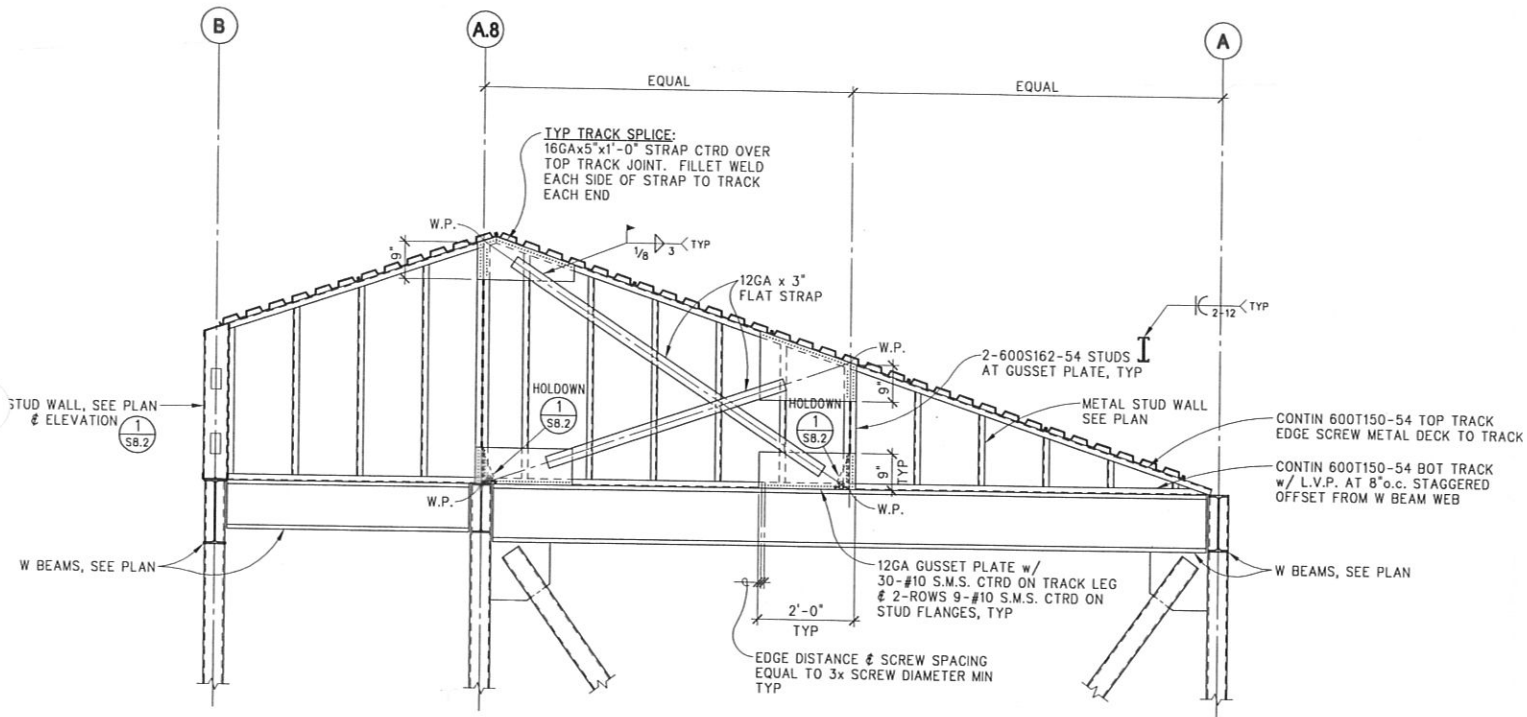 B
A.8
A
EQUAL
EQUAL
TYP TRACK SPLICE:
16GAx5"x1'-0" STRAP CTRD OVER
TOP TRACK JOINT. FILLET WELD
EACH SIDE OF STRAP TO TRACK
EACH END
W.P.
1/8
3
TYP
9"
12GA x 3"
FLAT STRAP
2-12
TYP
W.P.
2-600S162-54 STUDS
AT GUSSET PLATE, TYP
9"
METAL STUD WALL
SEE PLAN
HOLDOWN
1
S8.2
HOLDOWN
1
S8.2
STUD WALL, SEE PLAN
& ELEVATION
1
S8.2
CONTIN 600T150-54 TOP TRACK
EDGE SCREW METAL DECK TO TRACK
9"
TYP
CONTIN 600T150-54 BOT TRACK
w/ L.V.P. AT 8"o.c. STAGGERED
OFFSET FROM W BEAM WEB
W.P.
W.P.
W BEAMS, SEE PLAN
W BEAMS, SEE PLAN
12GA GUSSET PLATE w/
30-#10 S.M.S. CTRD ON TRACK LEG
& 2-ROWS 9-#10 S.M.S. CTRD ON
STUD FLANGES, TYP
2'-0"
TYP
EDGE DISTANCE & SCREW SPACING
EQUAL TO 3x SCREW DIAMETER MIN
TYP